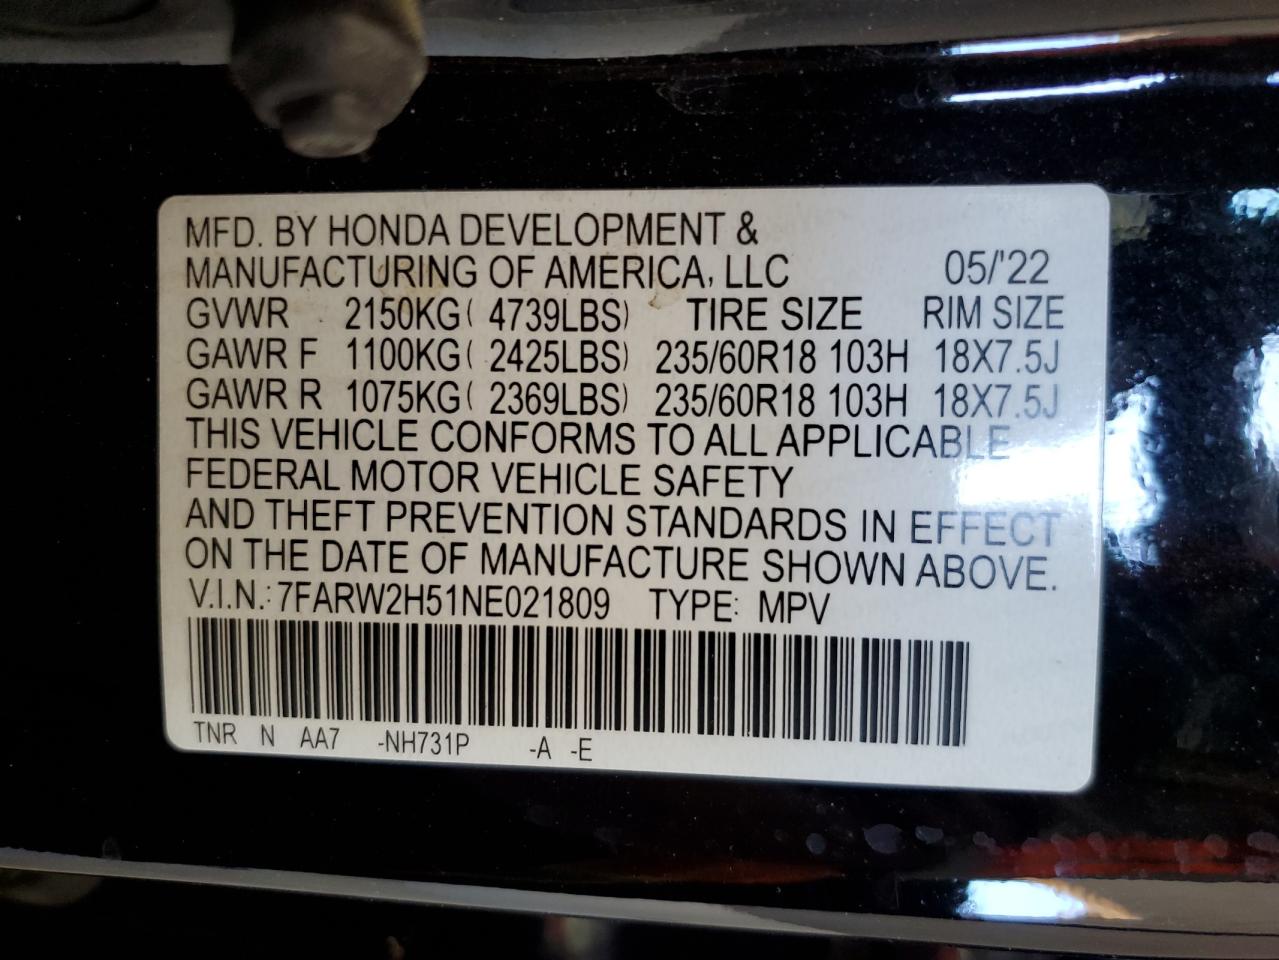 MFD. BY HONDA DEVELOPMENT &
MANUFACTURING OF AMERICA, LLC 05/'22
GVWR 2150KG( 4739LBS) TIRE SIZE RIM SIZE
GAWR F 1100KG( 2425LBS) 235/60R18 103H 18X7.5J
GAWR R 1075KG( 2369LBS) 235/60R18 103H 18X7.5J
THIS VEHICLE CONFORMS TO ALL APPLICABLE
FEDERAL MOTOR VEHICLE SAFETY
AND THEFT PREVENTION STANDARDS IN EFFECT
ON THE DATE OF MANUFACTURE SHOWN ABOVE.
V.I.N.: 7FARW2H51NE021809 TYPE: MPV
TNR N AA7 -NH731P -A -E